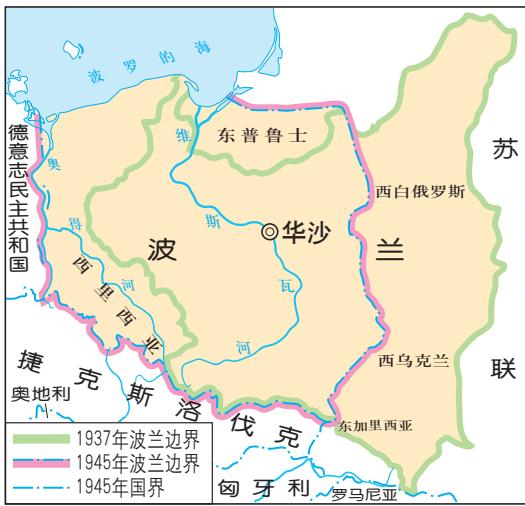 波罗的海
德意志民主共和国
奥得河
维斯瓦河
东普鲁士
苏联
西白俄罗斯
华沙
波兰
西里西亚
西乌克兰
捷克斯洛伐克
奥地利
东加里西亚
匈牙利
罗马尼亚
1937年波兰边界
1945年波兰边界
1945年国界